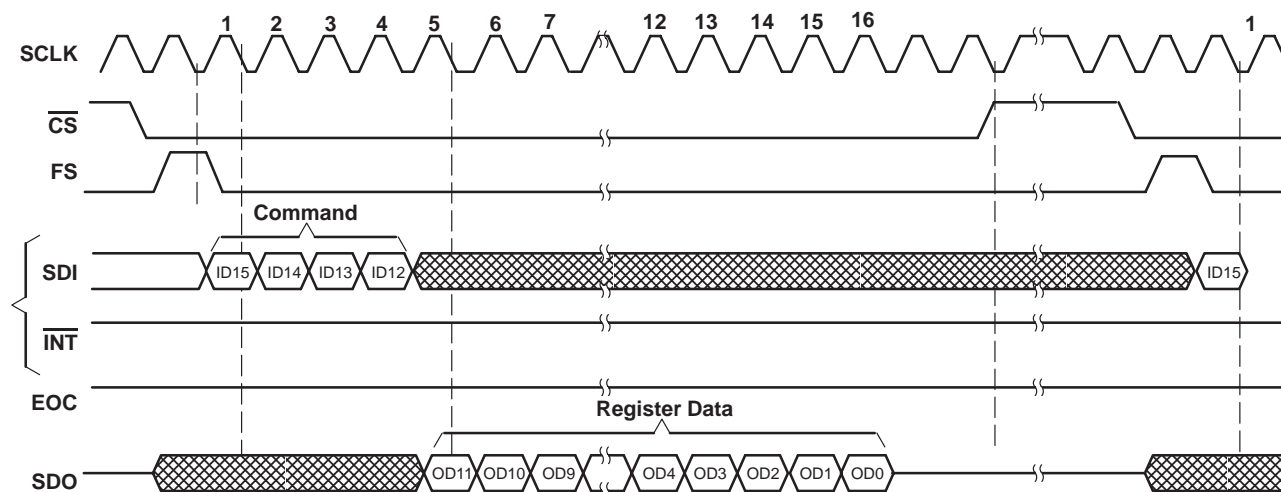 1 2 3 4 5 6 7 12 13 14 15 16 1
SCLK
CS
FS
Command
SDI ID15 ID14 ID13 ID12 ID15
INT
EOC
Register Data
SDO OD11 OD10 OD9 OD4 OD3 OD2 OD1 OD0